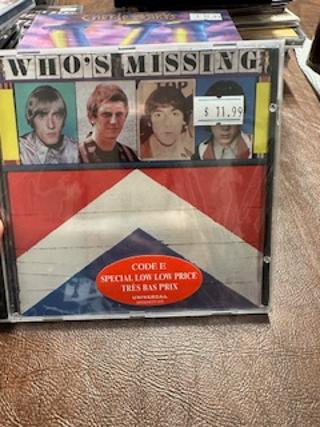 WHO'S MISSING
$ 11.99
CODE E
SPECIAL LOW LOW PRICE
TRÈS BAS PRIX
UNIVERSAL